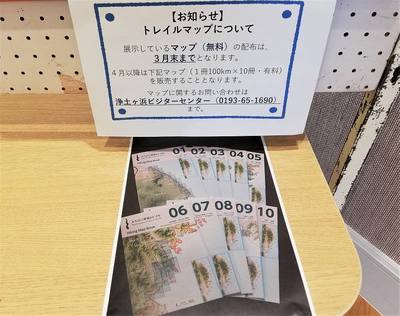 【お知らせ】
トレイルマップについて
展示しているマップ（無料）の配布は、
３月末までとなります。
４月以降は下記マップ（１冊100km×10冊・有料）
を販売することとなります。
マップに関するお問い合わせは
浄土ヶ浜ビジターセンター（0193-65-1690）
まで。
01 02 03 04 05
06 07 08 09 10
Hiking Map Book